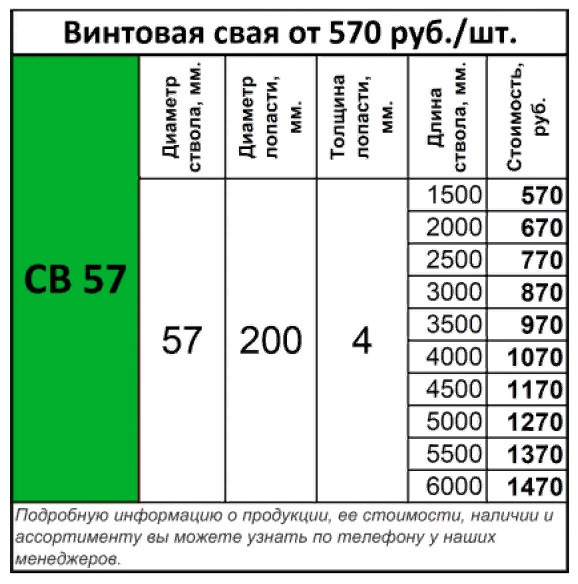 Винтовая свая от 570 руб./шт.
СВ 57
Диаметр
ствола, мм.
Диаметр
лопасти,
мм.
Толщина
лопасти,
мм.
Длина
ствола, мм.
Стоимость,
руб.
57
200
4
1500 570
2000 670
2500 770
3000 870
3500 970
4000 1070
4500 1170
5000 1270
5500 1370
6000 1470
Подробную информацию о продукции, ее стоимости, наличии и
ассортименту вы можете узнать по телефону у наших
менеджеров.